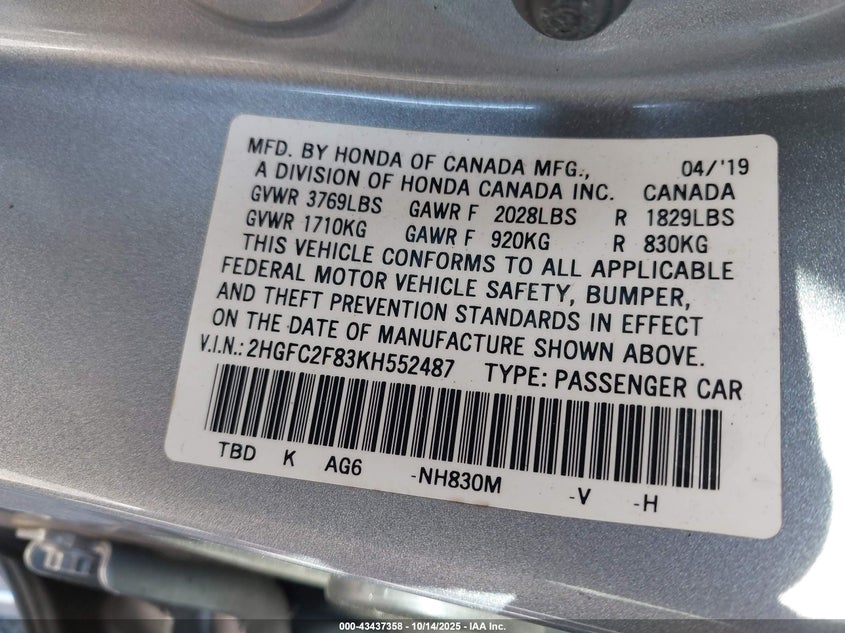 MFD. BY HONDA OF CANADA MFG., 04/'19
A DIVISION OF HONDA CANADA INC. CANADA
GVWR 3769LBS GAWR F 2028LBS R 1829LBS
GVWR 1710KG GAWR F 920KG R 830KG
THIS VEHICLE CONFORMS TO ALL APPLICABLE
FEDERAL MOTOR VEHICLE SAFETY, BUMPER,
AND THEFT PREVENTION STANDARDS IN EFFECT
ON THE DATE OF MANUFACTURE SHOWN ABOVE.
V.I.N.: 2HGFC2F83KH552487 TYPE: PASSENGER CAR
TBD K AG6 -NH830M -V -H
000-43437358 - 10/14/2025 - IAA Inc.